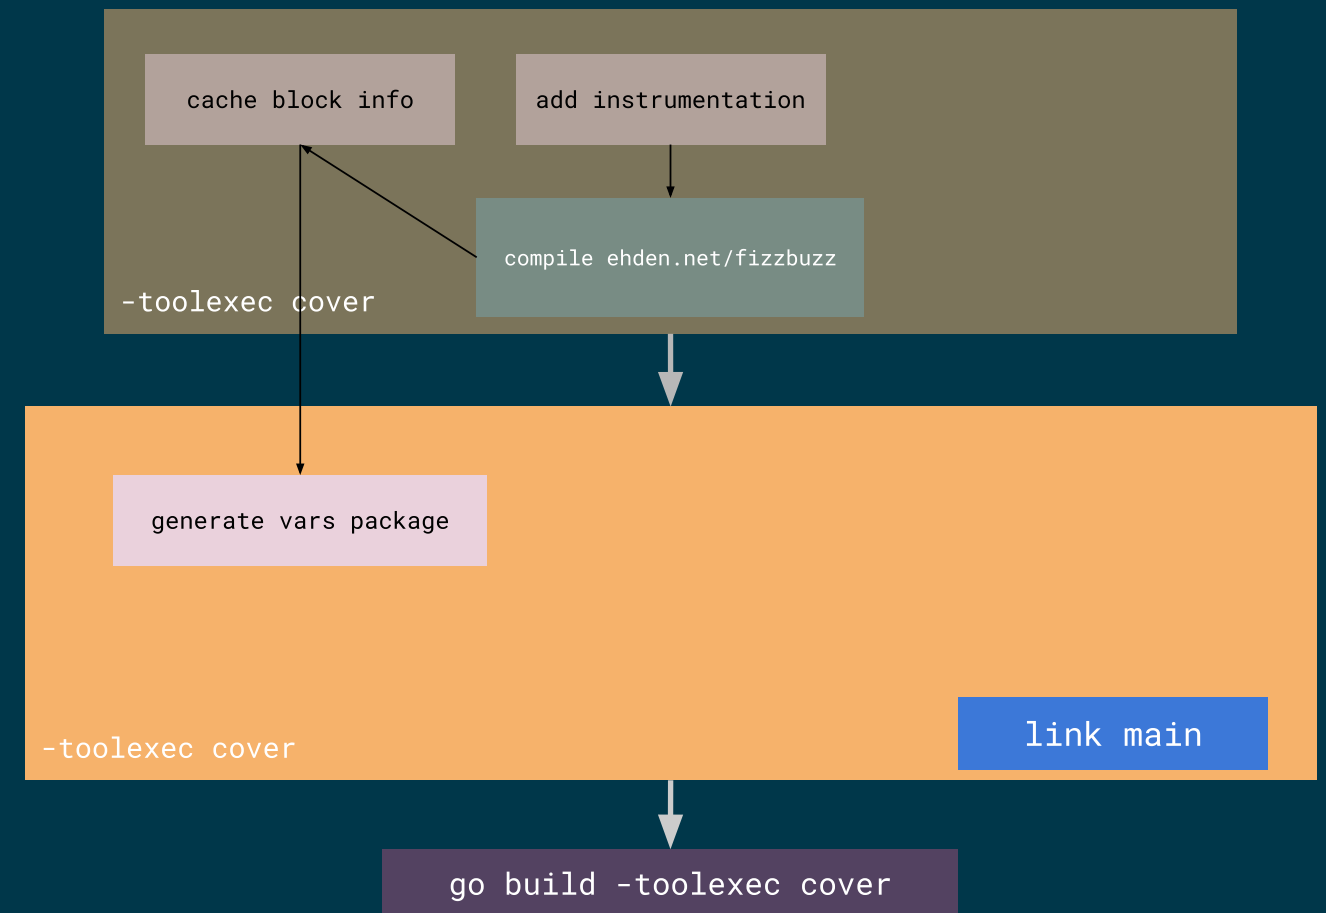 cache block info
add instrumentation
compile ehden.net/fizzbuzz
-toolexec cover
generate vars package
link main
-toolexec cover
go build -toolexec cover